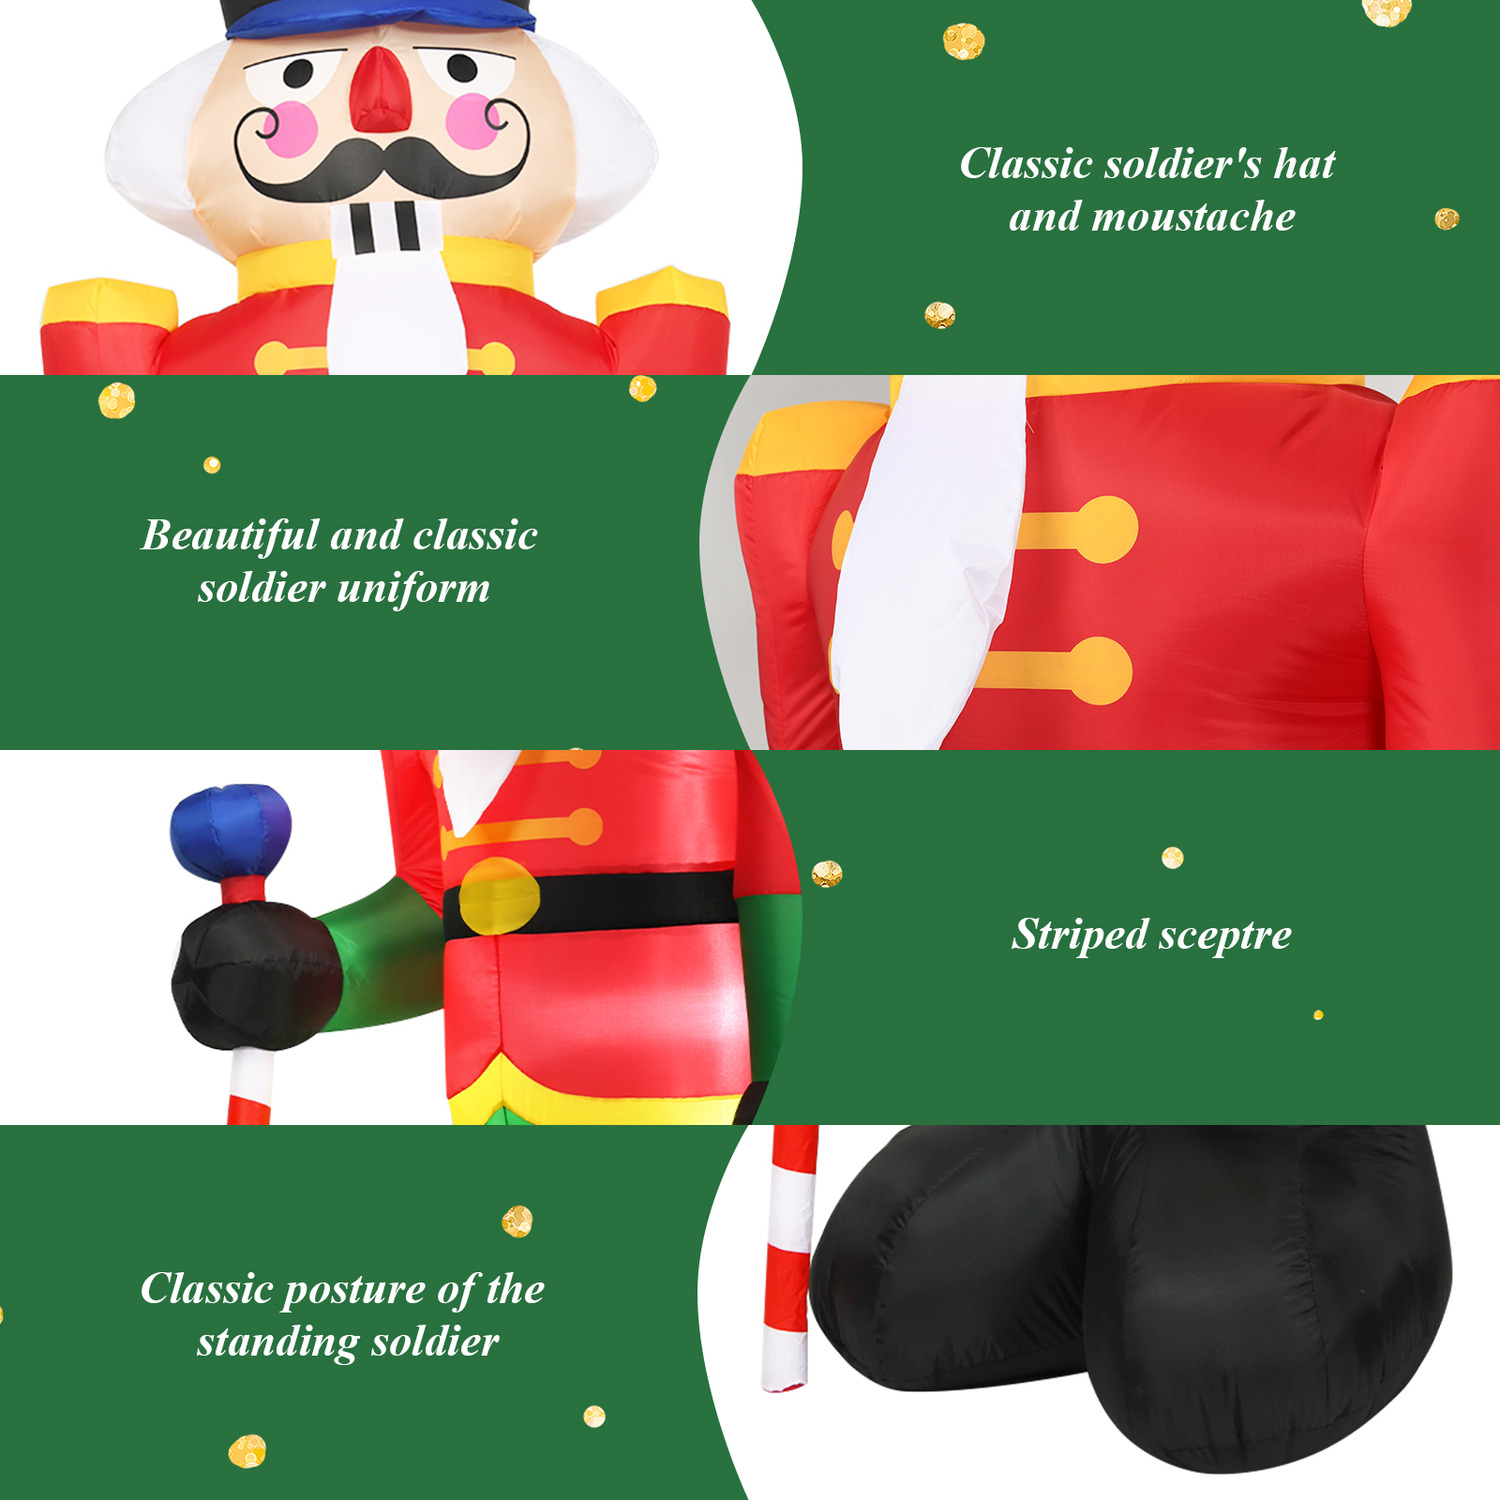 Classic soldier's hat
and moustache
Beautiful and classic
soldier uniform
Striped sceptre
Classic posture of the
standing soldier